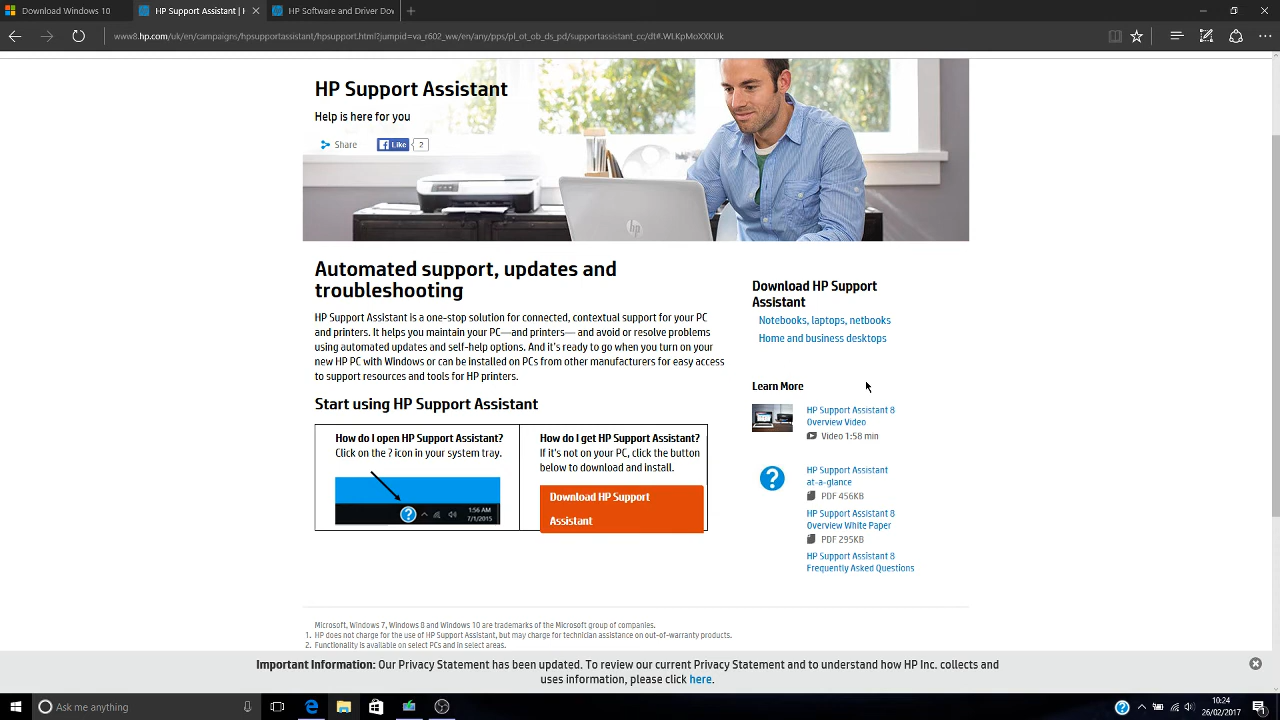 Download Windows 10
HP Support Assistant | H
HP Software and Driver Dow
www8.hp.com/uk/en/campaigns/hpsupportassistant/hpsupport.html?jumpid=va_r602_ww/en/any/pps/pl_ot_ob_ds_pd/supportassistant_cc/dt#.WLKpMoXXKUk
HP Support Assistant
Help is here for you
Share
Like
2
hp
Automated support, updates and
troubleshooting
HP Support Assistant is a one-stop solution for connected, contextual support for your PC
and printers. It helps you maintain your PC—and printers— and avoid or resolve problems
using automated updates and self-help options. And it's ready to go when you turn on your
new HP PC with Windows or can be installed on PCs from other manufacturers for easy access
to support resources and tools for HP printers.
Start using HP Support Assistant
How do I open HP Support Assistant?
Click on the ? icon in your system tray.
?
1:56 AM
7/1/2015
How do I get HP Support Assistant?
If it's not on your PC, click the button
below to download and install.
Download HP Support
Assistant
Download HP Support
Assistant
Notebooks, laptops, netbooks
Home and business desktops
Learn More
HP Support Assistant 8
Overview Video
Video 1:58 min
?
HP Support Assistant
at-a-glance
PDF 456KB
HP Support Assistant 8
Overview White Paper
PDF 295KB
HP Support Assistant 8
Frequently Asked Questions
Microsoft, Windows 7, Windows 8 and Windows 10 are trademarks of the Microsoft group of companies.
1. HP does not charge for the use of HP Support Assistant, but may charge for technician assistance on out-of-warranty products.
2. Functionality is available on select PCs and in select areas.
Important Information: Our Privacy Statement has been updated. To review our current Privacy Statement and to understand how HP Inc. collects and
uses information, please click here.
Ask me anything
?
10:24
26/02/2017
1